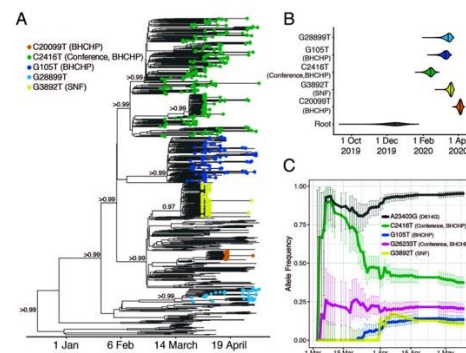 A
C20099T (BHCHP)
C2416T (Conference, BHCHP)
G105T (BHCHP)
G28899T
G3892T (SNF)
>0.99
>0.99
>0.99
>0.99
0.97
>0.99
>0.99
>0.99
>0.99
1 Jan 6 Feb 14 March 19 April
B
G28899T
G105T
(BHCHP)
C2416T
(Conference,BHCHP)
G3892T
(SNF)
C20099T
(BHCHP)
Root
1 Oct 1 Dec 1 Feb 1 Apr
2019 2019 2020 2020
C
Allele Frequency
1.00
0.75
0.50
0.25
0.00
A23403G (D614G)
C2416T (Conference, BHCHP)
G105T (BHCHP)
G26233T (Conference, BHCHP)
G3892T (SNF)